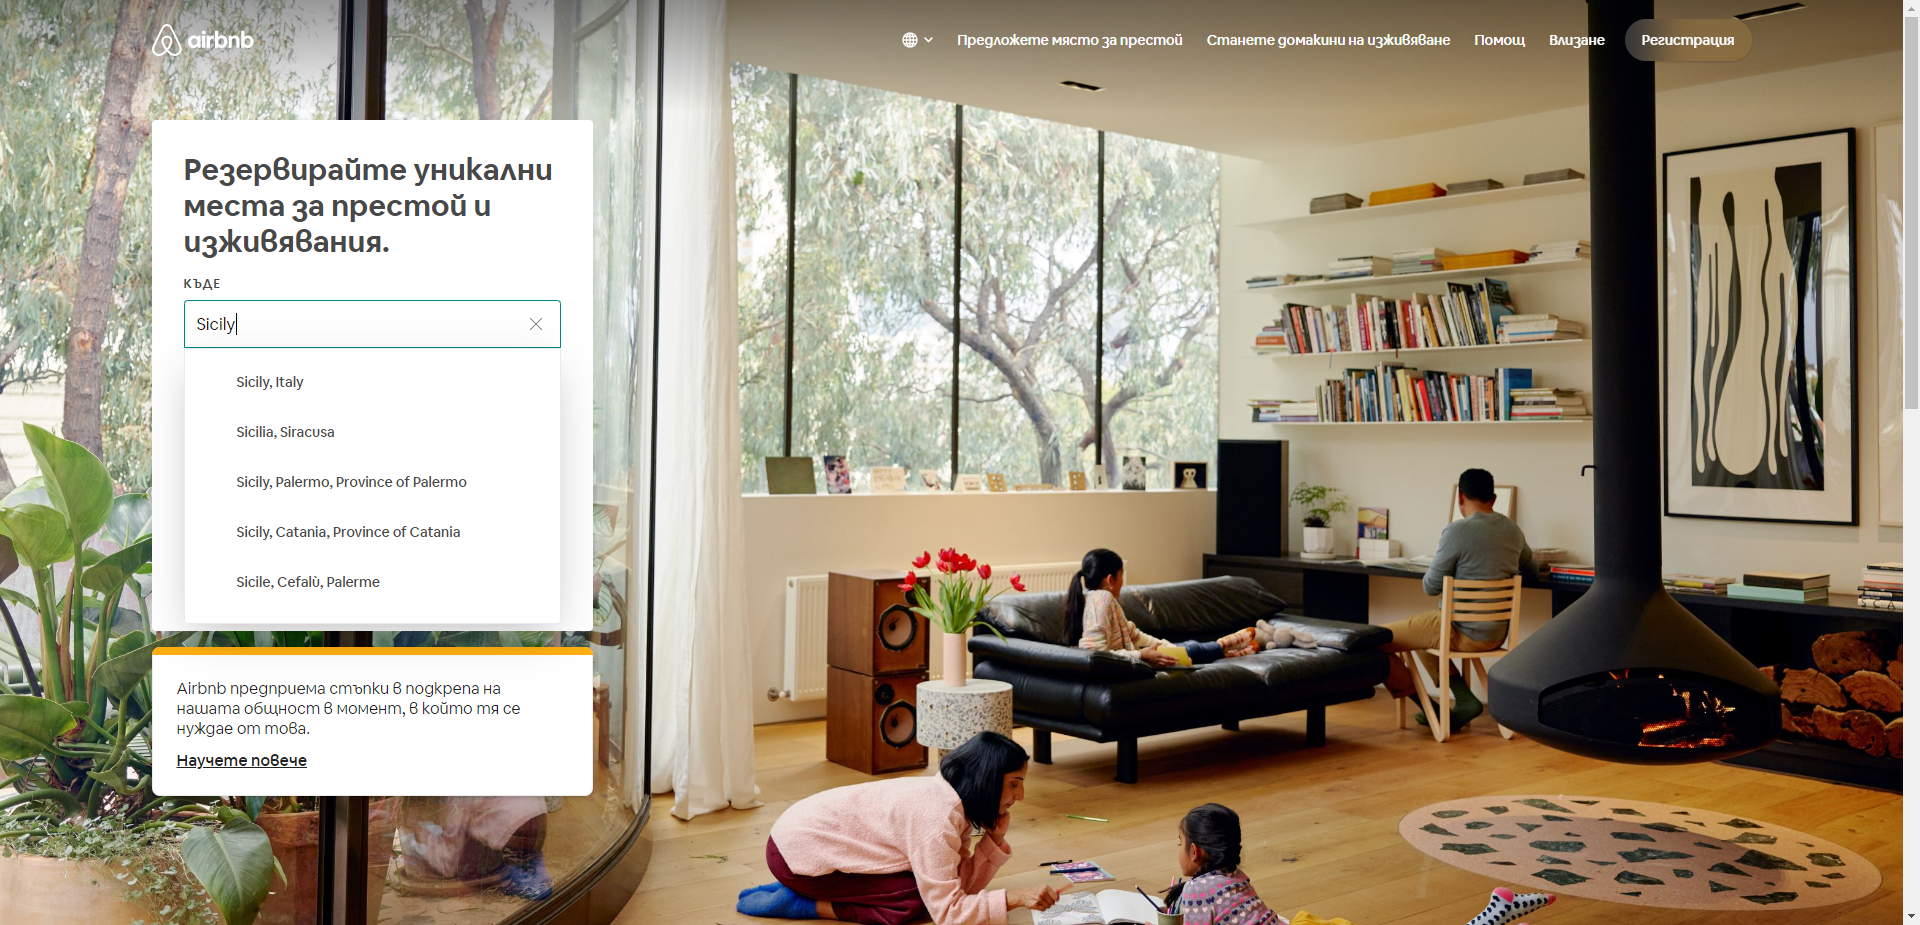 airbnb
Предложете място за престой
Станете домакини на изживяване
Помощ
Влизане
Регистрация
Резервирайте уникални
места за престой и
изживявания.
КЪДЕ
Sicily
Sicily, Italy
Sicilia, Siracusa
Sicily, Palermo, Province of Palermo
Sicily, Catania, Province of Catania
Sicile, Cefalù, Palerme
Airbnb предприема стъпки в подкрепа на
нашата общност в момент, в който тя се
нуждае от това.
Научете повече